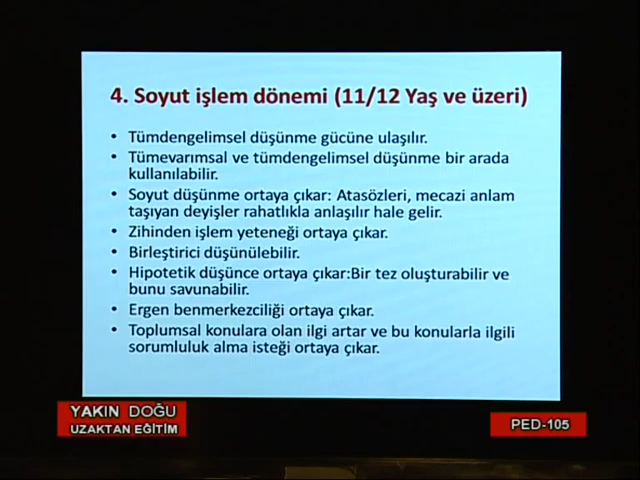 4. Soyut işlem dönemi (11/12 Yaş ve üzeri)
• Tümdengelimsel düşünme gücüne ulaşılır.
• Tümevarımsal ve tümdengelimsel düşünme bir arada
kullanılabilir.
• Soyut düşünme ortaya çıkar: Atasözleri, mecazi anlam
taşıyan deyişler rahatlıkla anlaşılır hale gelir.
• Zihinden işlem yeteneği ortaya çıkar.
• Birleştirici düşünülebilir.
• Hipotetik düşünce ortaya çıkar:Bir tez oluşturabilir ve
bunu savunabilir.
• Ergen benmerkezciliği ortaya çıkar.
• Toplumsal konulara olan ilgi artar ve bu konularla ilgili
sorumluluk alma isteği ortaya çıkar.
YAKIN DOĞU
UZAKTAN EĞİTİM
PED-105